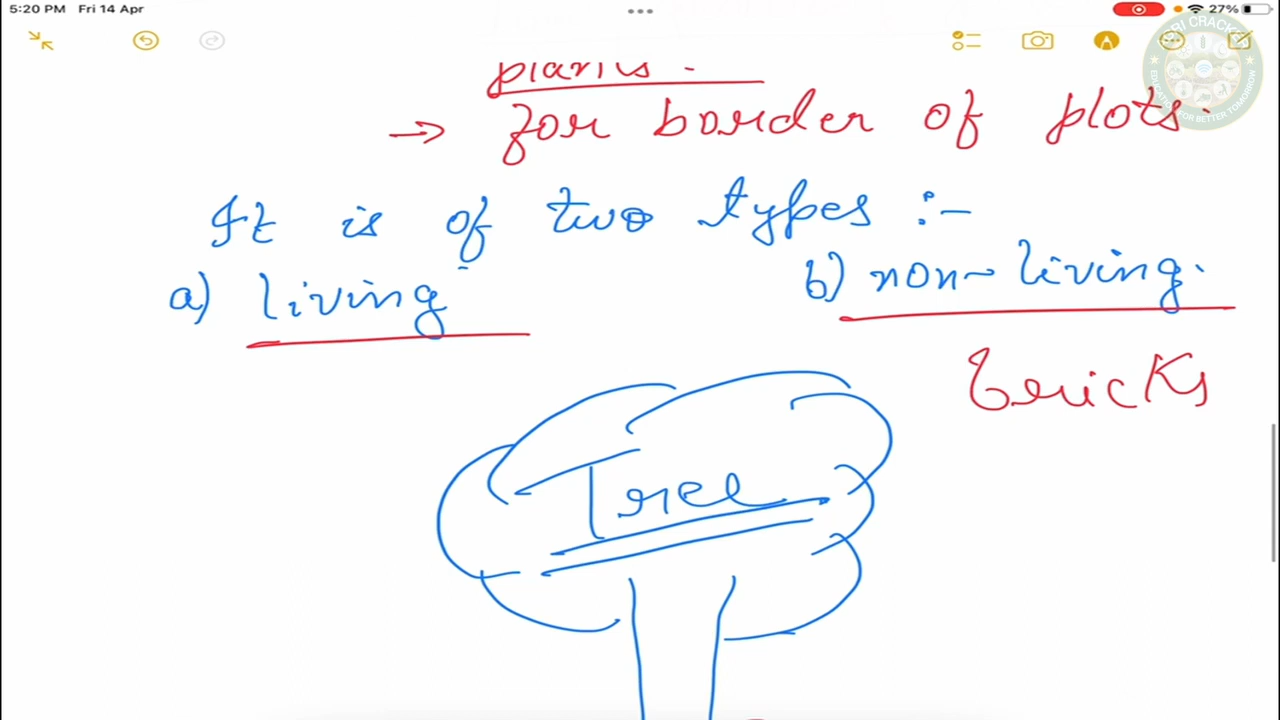 5:20 PM Fri 14 Apr
27%
→ for border of plots.
It is of two types :-
a) living
b) non-living.
bricks
Tree